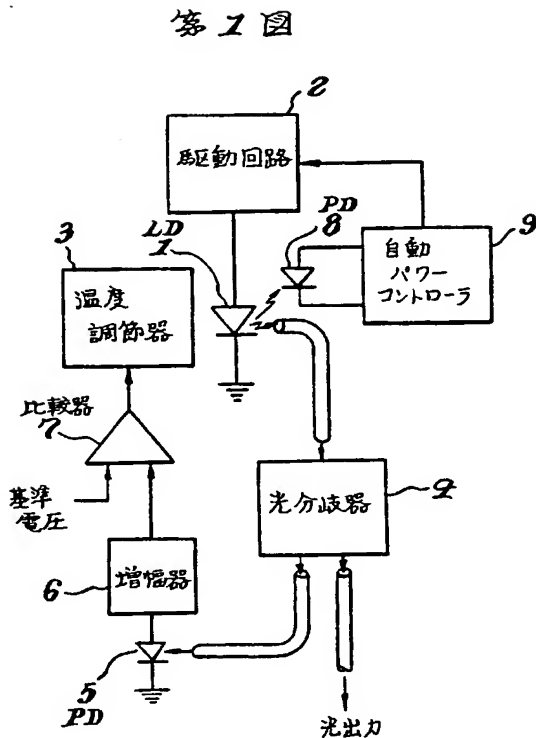 第1図
2
駆動回路
LD
1
PD
8
9
自動
パワー
コントローラ
3
温度
調節器
比較器
7
基準
電圧
光分岐器
4
6
増幅器
5
PD
光出力